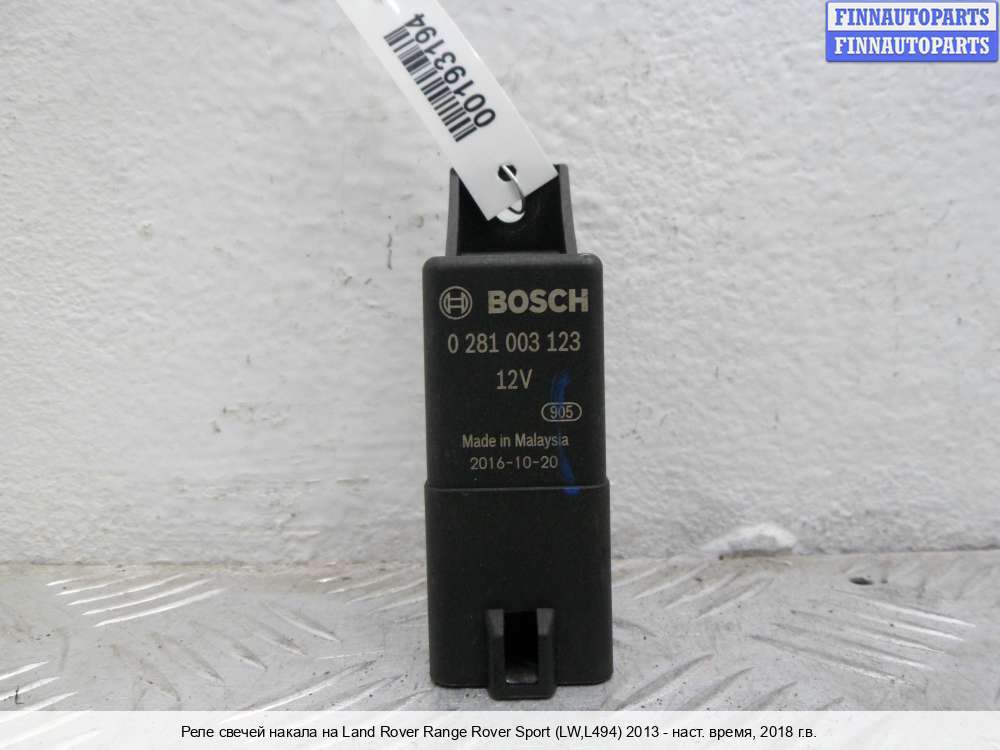 FINNAUTOPARTS
FINNAUTOPARTS
00193194
BOSCH
0 281 003 123
12V
905
Made in Malaysia
2016-10-20
Реле свечей накала на Land Rover Range Rover Sport (LW,L494) 2013 - наст. время, 2018 г.в.